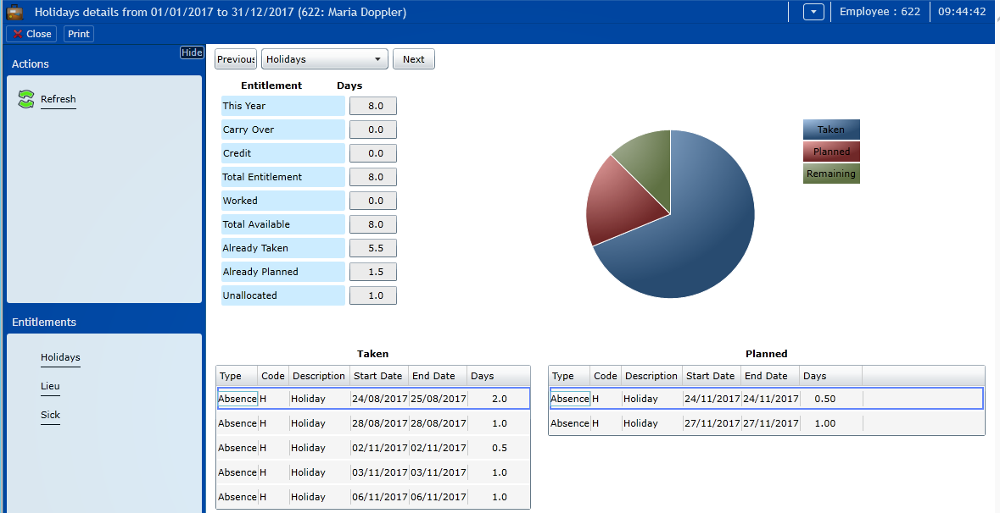 Holidays details from 01/01/2017 to 31/12/2017 (622: Maria Doppler)
Employee : 622
09:44:42
Close
Print
Hide
Actions
Refresh
Entitlements
Holidays
Lieu
Sick
Previous
Holidays
Next
Entitlement Days
This Year 8.0
Carry Over 0.0
Credit 0.0
Total Entitlement 8.0
Worked 0.0
Total Available 8.0
Already Taken 5.5
Already Planned 1.5
Unallocated 1.0
Taken
Planned
Remaining
Taken
Type Code Description Start Date End Date Days
Absence H Holiday 24/08/2017 25/08/2017 2.0
Absence H Holiday 28/08/2017 28/08/2017 1.0
Absence H Holiday 02/11/2017 02/11/2017 0.5
Absence H Holiday 03/11/2017 03/11/2017 1.0
Absence H Holiday 06/11/2017 06/11/2017 1.0
Planned
Type Code Description Start Date End Date Days
Absence H Holiday 24/11/2017 24/11/2017 0.50
Absence H Holiday 27/11/2017 27/11/2017 1.00